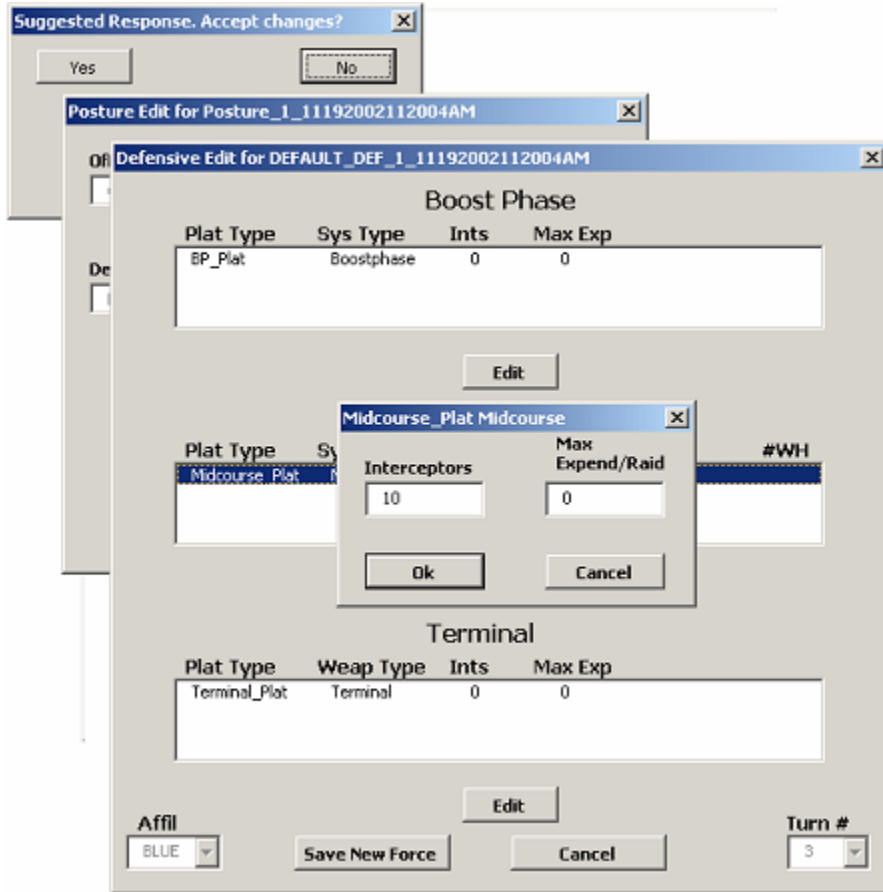 Suggested Response. Accept changes?
Yes No
Posture Edit for Posture_1_11192002112004AM
Defensive Edit for DEFAULT_DEF_1_11192002112004AM
Boost Phase
Plat Type Sys Type Ints Max Exp
BP_Plat Boostphase 0 0
Edit
Midcourse_Plat Midcourse
Plat Type #WH
Midcourse_Plat
Interceptors Max Expend/Raid
10 0
Ok Cancel
Terminal
Plat Type Weap Type Ints Max Exp
Terminal_Plat Terminal 0 0
Edit
Affil Turn #
BLUE Save New Force Cancel 3